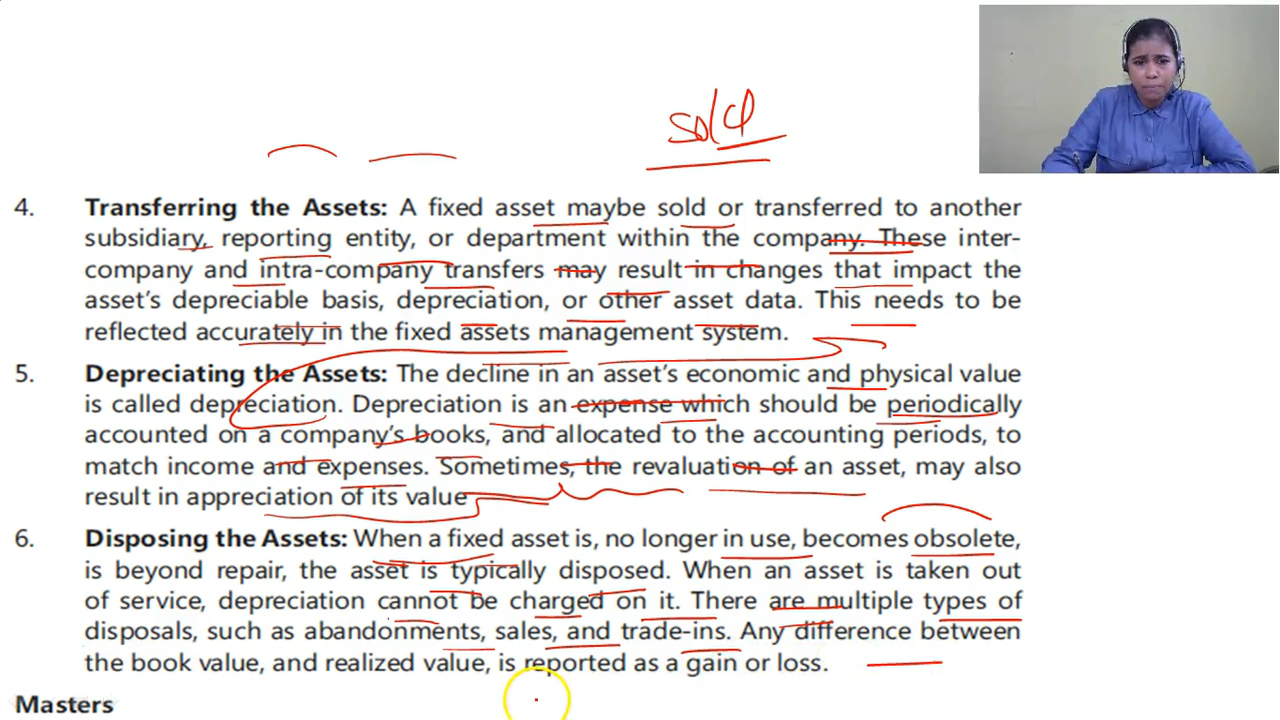 sold
4. Transferring the Assets: A fixed asset maybe sold or transferred to another
subsidiary, reporting entity, or department within the company. These inter-
company and intra-company transfers may result in changes that impact the
asset's depreciable basis, depreciation, or other asset data. This needs to be
reflected accurately in the fixed assets management system.
5. Depreciating the Assets: The decline in an asset's economic and physical value
is called depreciation. Depreciation is an expense which should be periodically
accounted on a company's books, and allocated to the accounting periods, to
match income and expenses. Sometimes, the revaluation of an asset, may also
result in appreciation of its value
6. Disposing the Assets: When a fixed asset is, no longer in use, becomes obsolete,
is beyond repair, the asset is typically disposed. When an asset is taken out
of service, depreciation cannot be charged on it. There are multiple types of
disposals, such as abandonments, sales, and trade-ins. Any difference between
the book value, and realized value, is reported as a gain or loss.
Masters